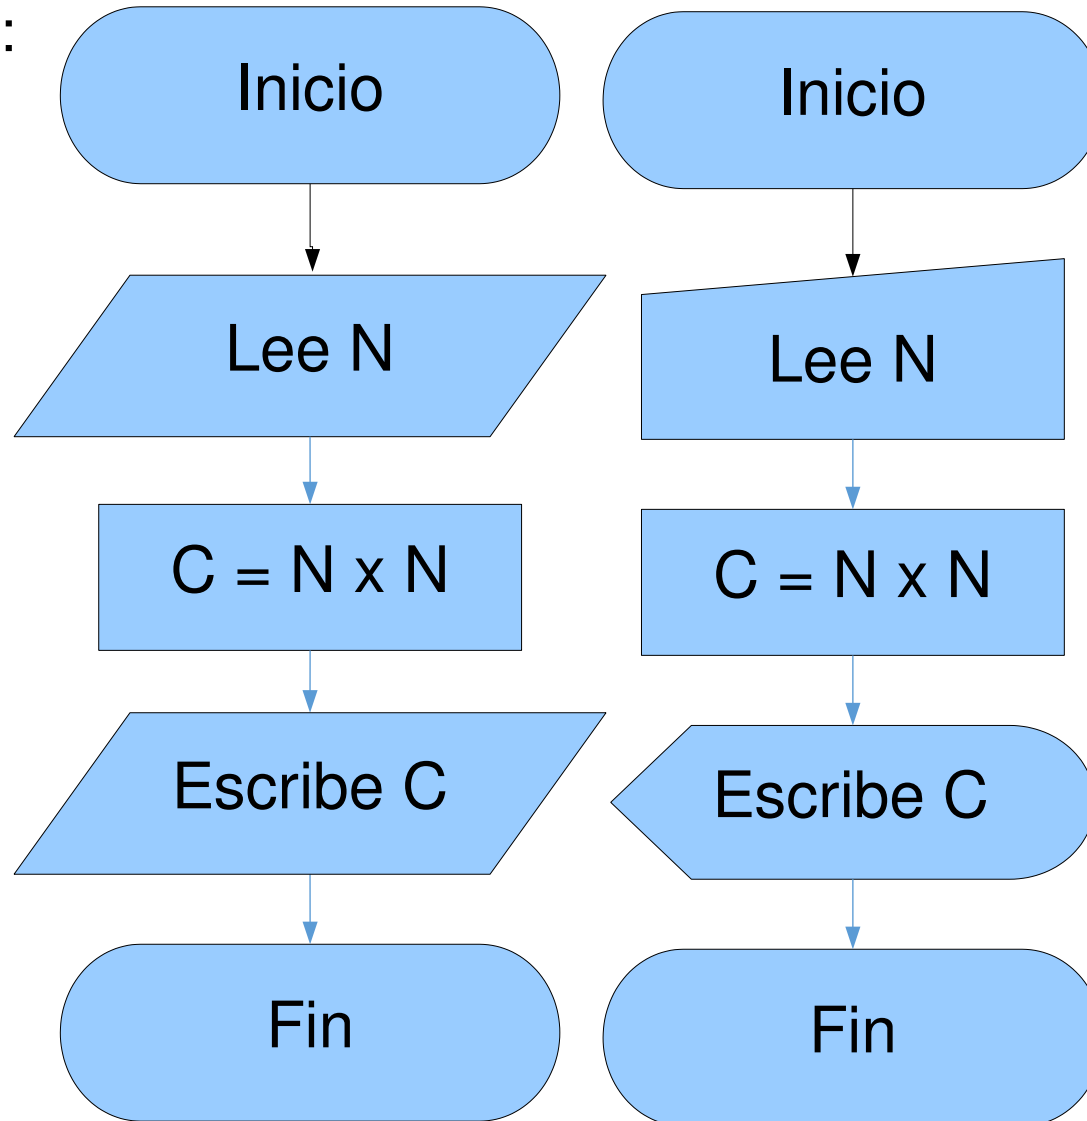 :
Inicio
Lee N
C = N x N
Escribe C
Fin
Inicio
Lee N
C = N x N
Escribe C
Fin